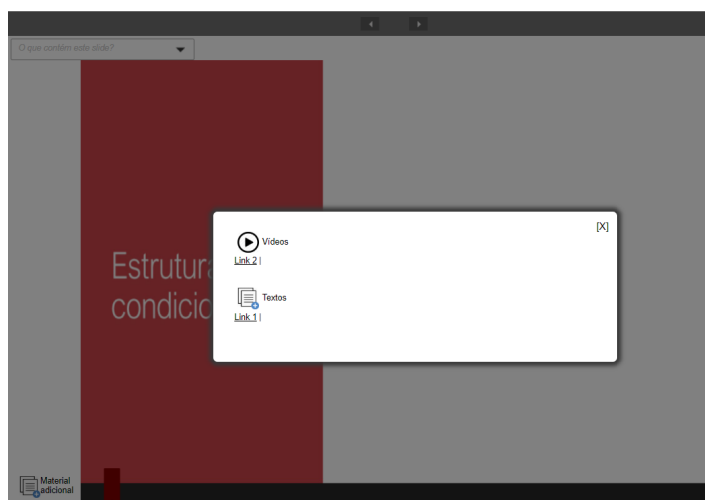 O que contém este slide?
[X]
Vídeos
Link 2 |
Textos
Link 1 |
Estrutura
condicio
Material
adicional